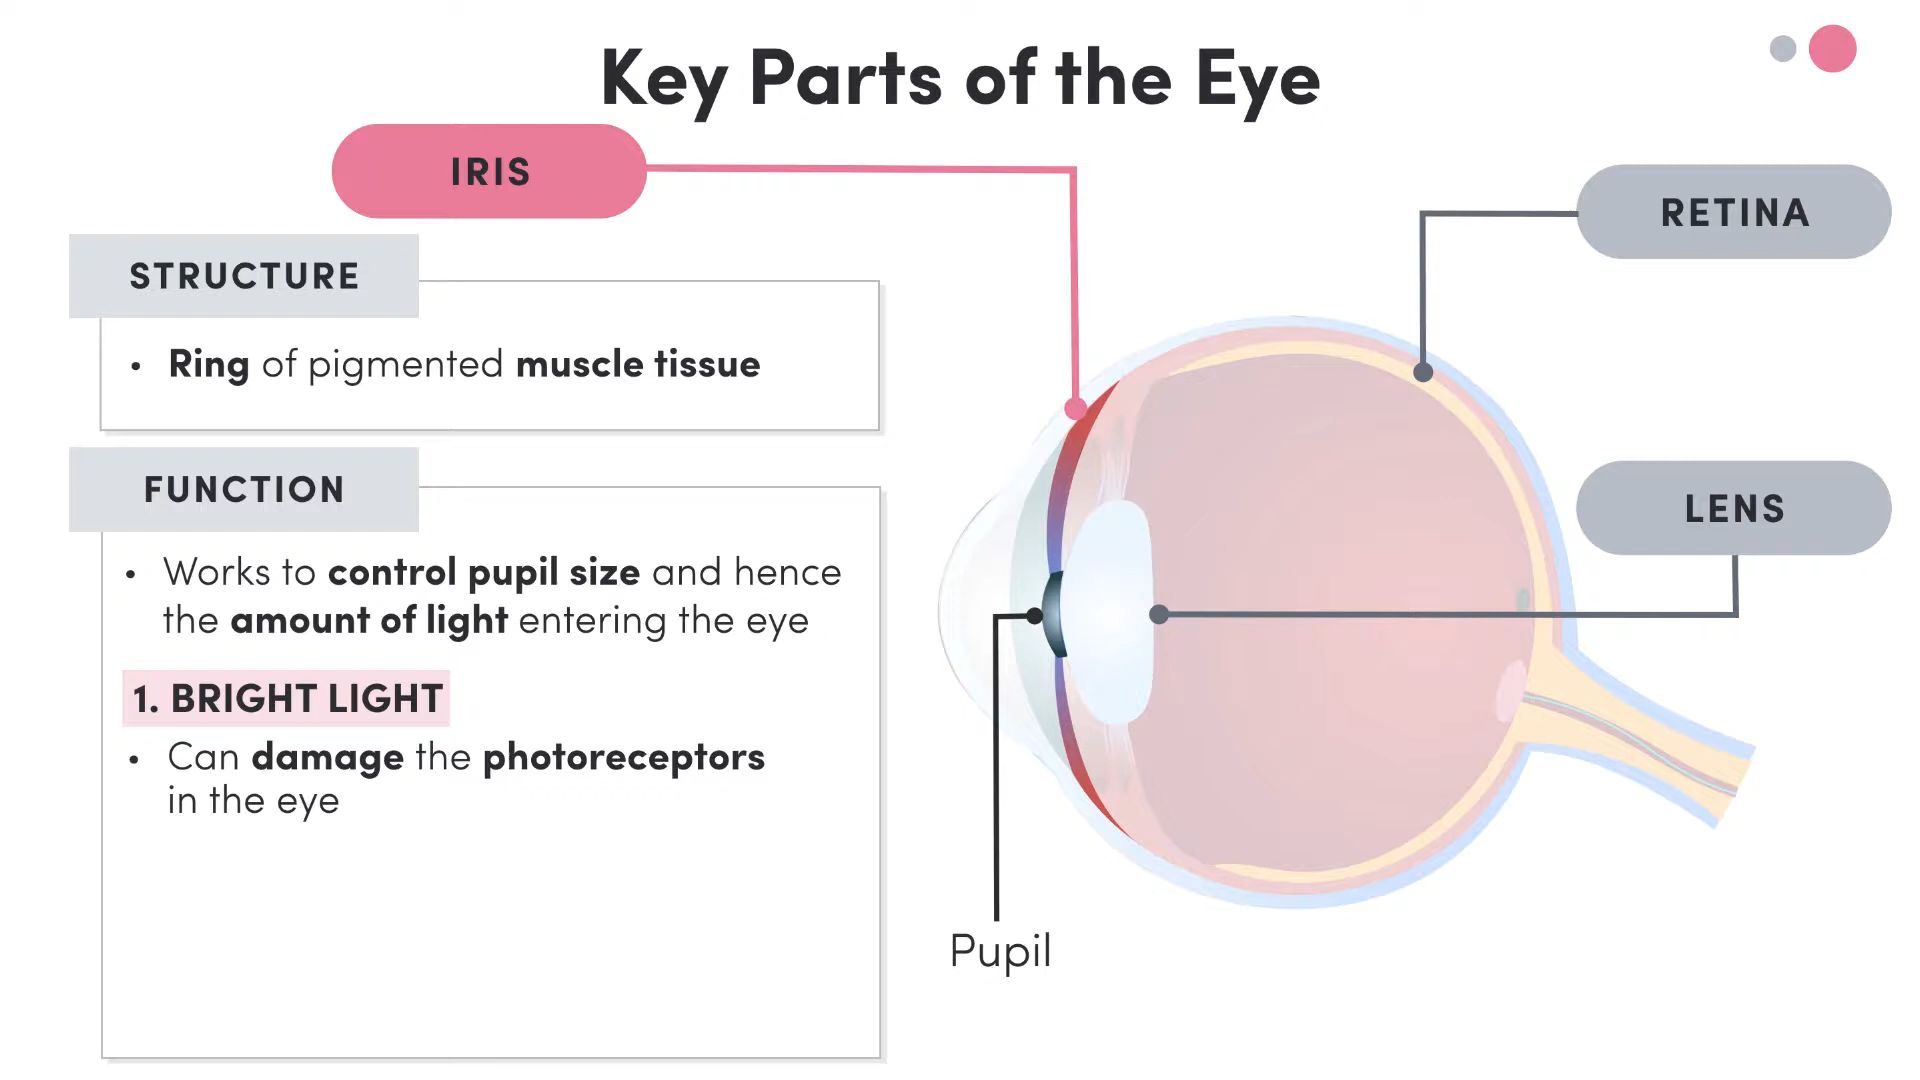 Key Parts of the Eye
IRIS
RETINA
STRUCTURE
• Ring of pigmented muscle tissue
FUNCTION
• Works to control pupil size and hence
the amount of light entering the eye
1. BRIGHT LIGHT
• Can damage the photoreceptors
in the eye
LENS
Pupil